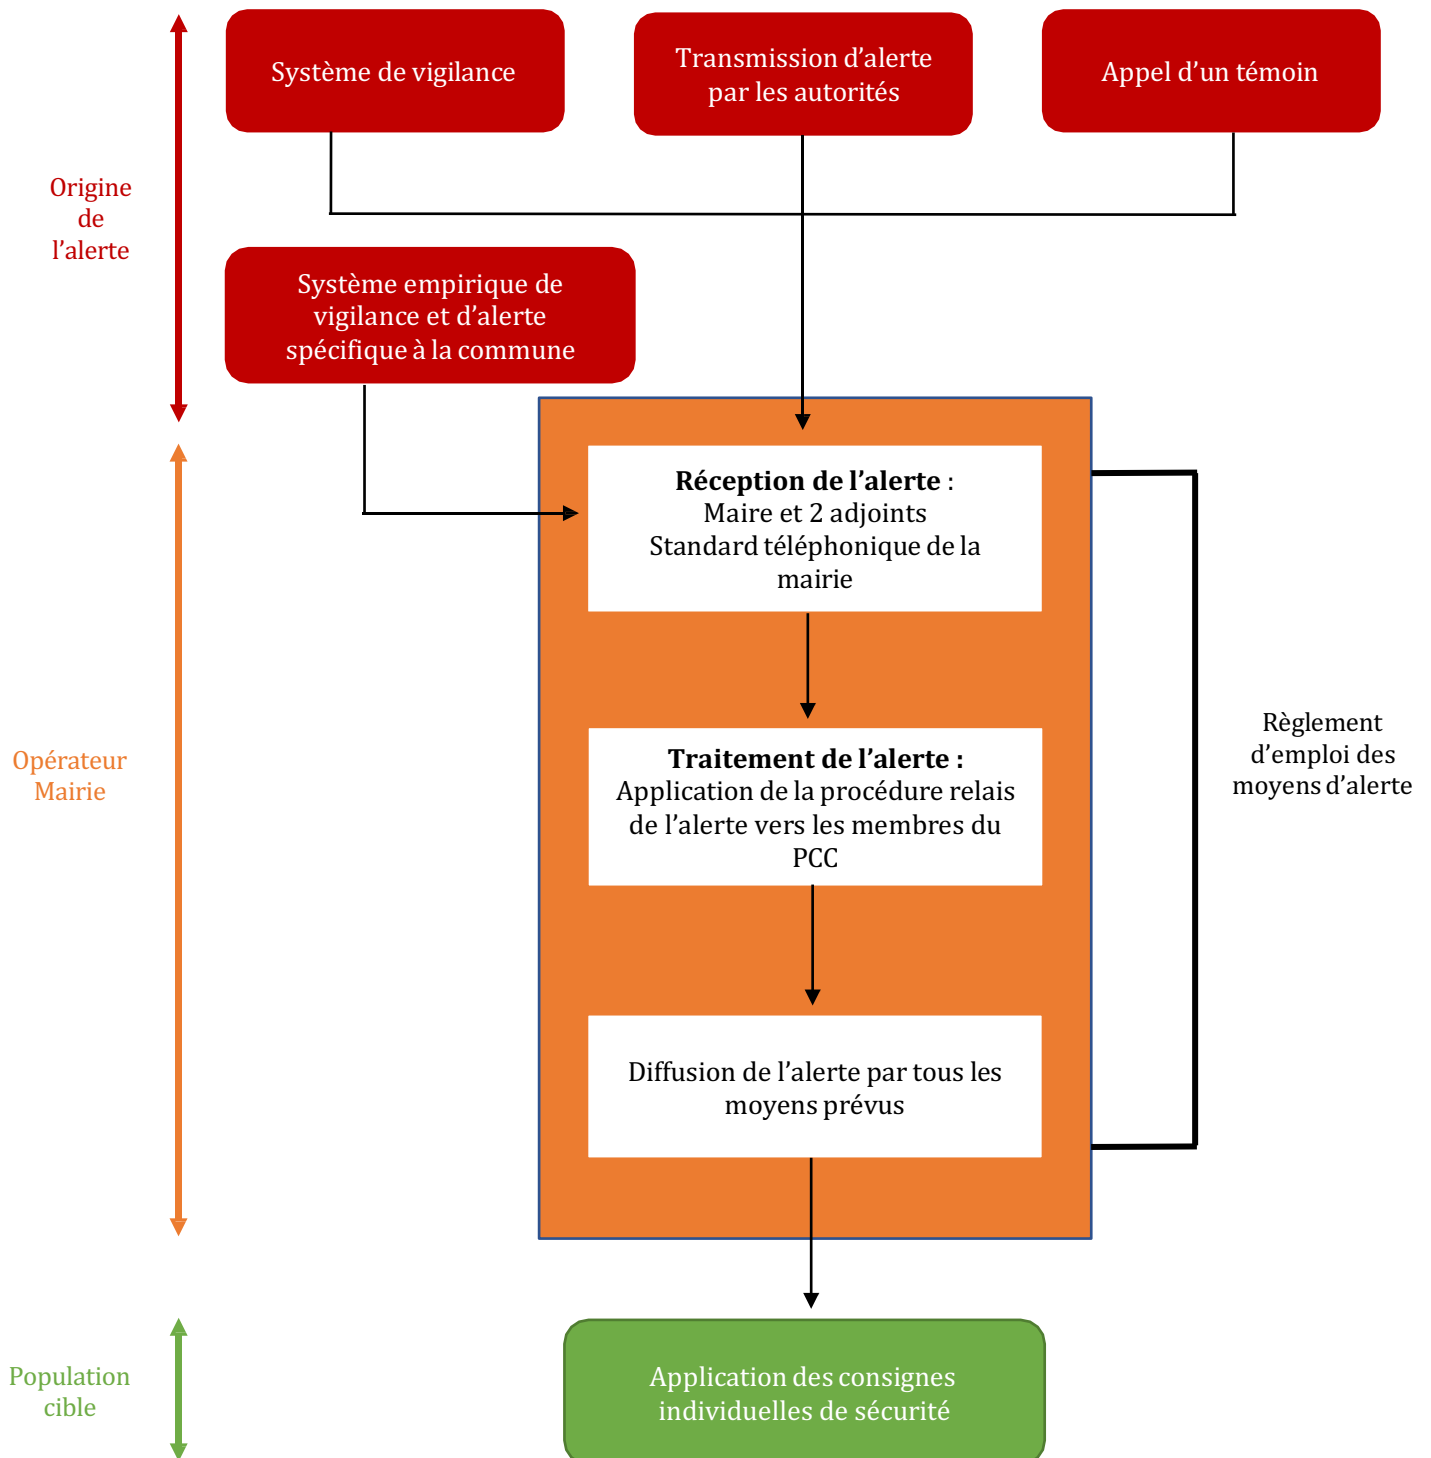 Système de vigilance
Transmission d’alerte
par les autorités
Appel d’un témoin
Origine
de
l’alerte
Système empirique de
vigilance et d’alerte
spécifique à la commune
Réception de l’alerte :
Maire et 2 adjoints
Standard téléphonique de la
mairie
Opérateur
Mairie
Traitement de l’alerte :
Application de la procédure relais
de l’alerte vers les membres du
PCC
Règlement
d’emploi des
moyens d’alerte
Diffusion de l’alerte par tous les
moyens prévus
Population
cible
Application des consignes
individuelles de sécurité